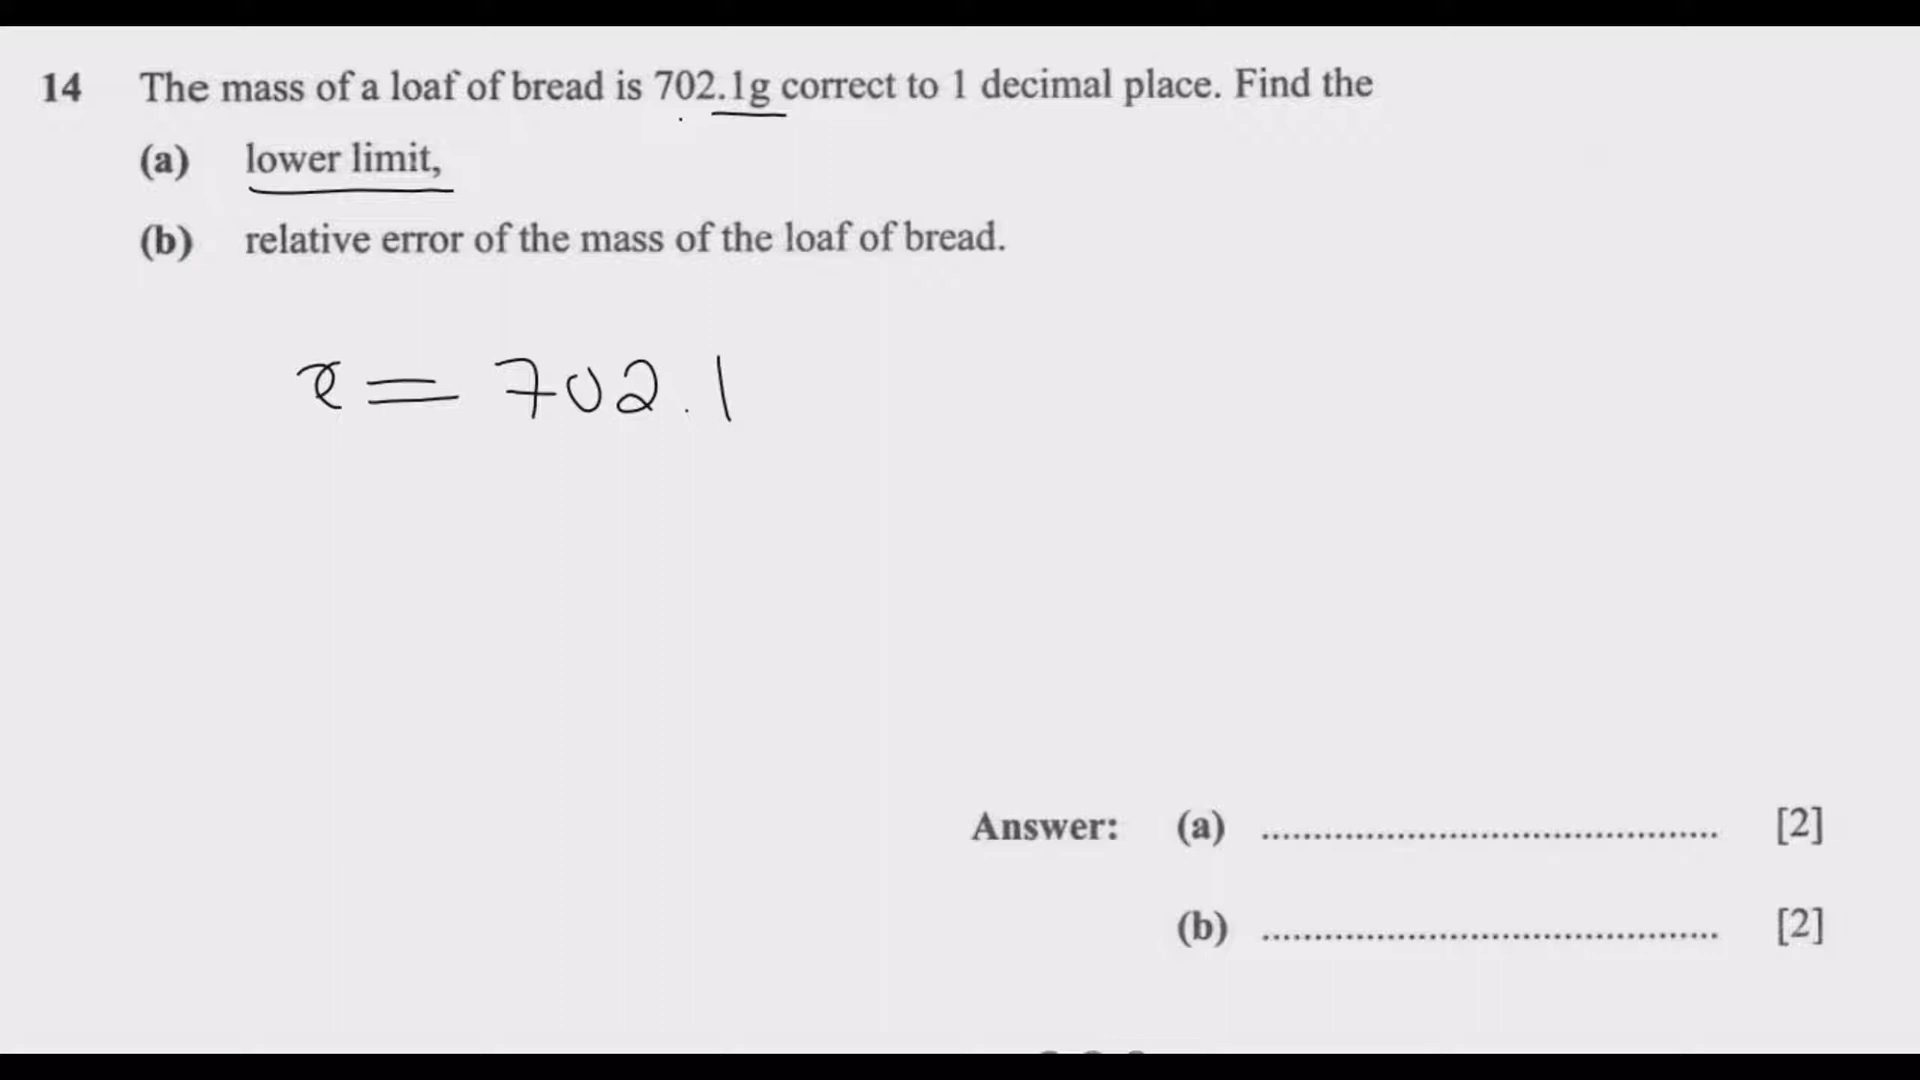 14 The mass of a loaf of bread is 702.1g correct to 1 decimal place. Find the
(a) lower limit,
(b) relative error of the mass of the loaf of bread.
x = 702.1
Answer: (a) ............................................ [2]
(b) ............................................ [2]